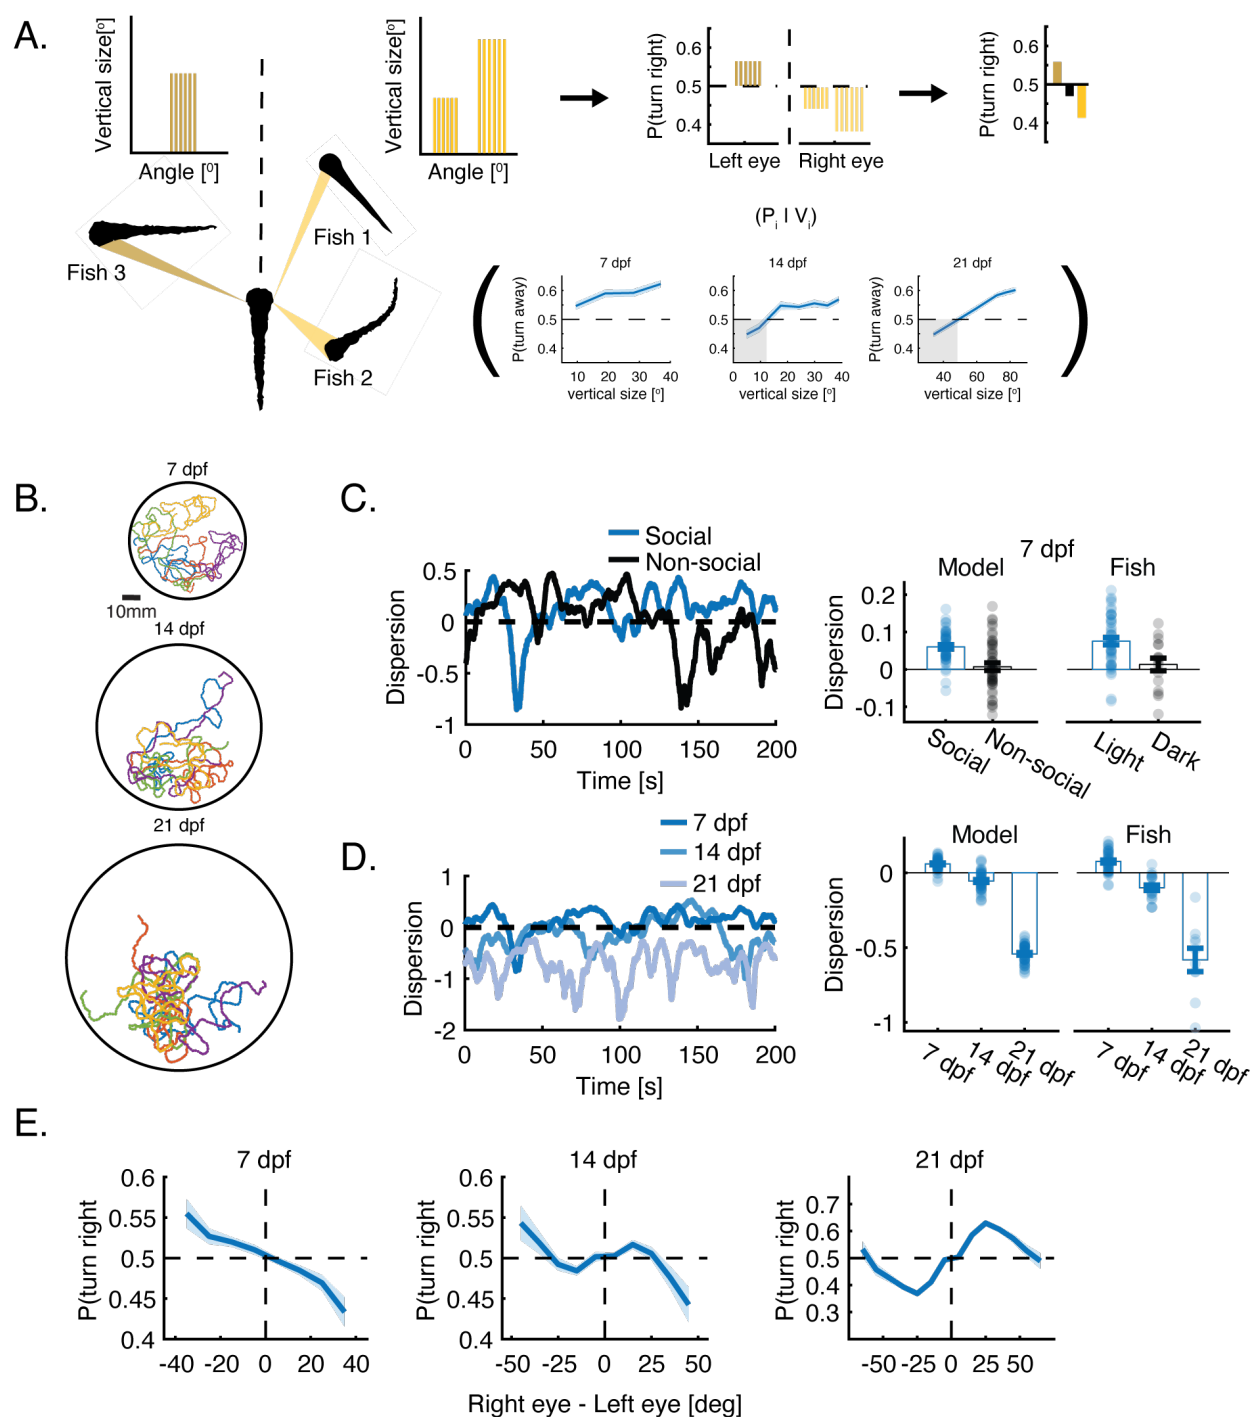 A.
Vertical size[°]
Angle [°]
Vertical size[°]
Angle [°]
P(turn right)
0.6
0.5
0.4
Left eye
Right eye
P(turn right)
0.6
0.5
0.4
Fish 1
Fish 2
Fish 3
(Pi | Vi)
7 dpf
P(turn away)
0.6
0.5
0.4
10 20 30 40
vertical size [°]
14 dpf
P(turn away)
0.6
0.5
0.4
0 10 20 30 40
vertical size [°]
21 dpf
P(turn away)
0.6
0.5
0.4
40 60 80
vertical size [°]
B.
7 dpf
10mm
14 dpf
21 dpf
C.
Social
Non-social
Dispersion
0.5
0
-0.5
-1
0 50 100 150 200
Time [s]
7 dpf
Model
Fish
Dispersion
0.2
0.1
0
-0.1
Social
Non-social
Light
Dark
D.
7 dpf
14 dpf
21 dpf
Dispersion
1
0
-1
-2
0 50 100 150 200
Time [s]
Model
Fish
Dispersion
0
-0.5
-1
7 dpf
14 dpf
21 dpf
7 dpf
14 dpf
21 dpf
E.
7 dpf
P(turn right
0.6
0.55
0.5
0.45
0.4
-40 -20 0 20 40
14 dpf
P(turn right
0.6
0.55
0.5
0.45
0.4
-50 0 50
21 dpf
P(turn right
0.7
0.6
0.5
0.4
0.3
-50 -25 0 25 50
Right eye - Left eye [deg]